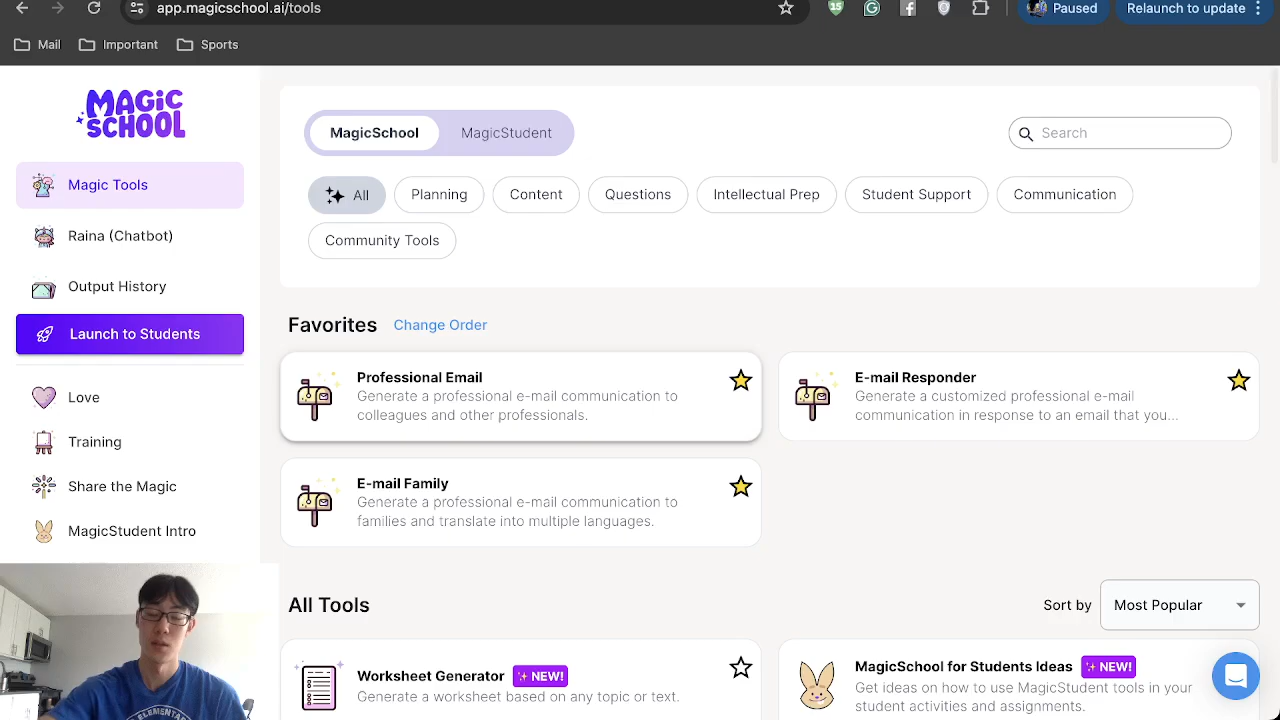 app.magicschool.ai/tools
Paused
Relaunch to update
Mail
Important
Sports
MAGIC
SCHOOL
Magic Tools
Raina (Chatbot)
Output History
Launch to Students
Love
Training
Share the Magic
MagicStudent Intro
MagicSchool
MagicStudent
Search
All
Planning
Content
Questions
Intellectual Prep
Student Support
Communication
Community Tools
Favorites
Change Order
Professional Email
Generate a professional e-mail communication to
colleagues and other professionals.
E-mail Responder
Generate a customized professional e-mail
communication in response to an email that you...
E-mail Family
Generate a professional e-mail communication to
families and translate into multiple languages.
All Tools
Sort by
Most Popular
Worksheet Generator
NEW!
Generate a worksheet based on any topic or text.
MagicSchool for Students Ideas
NEW!
Get ideas on how to use MagicStudent tools in your
student activities and assignments.